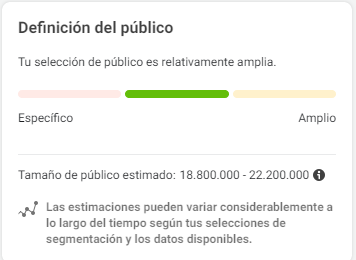 Definición del público
Tu selección de público es relativamente amplia.
Específico
Amplio
Tamaño de público estimado: 18.800.000 - 22.200.000
Las estimaciones pueden variar considerablemente a
lo largo del tiempo según tus selecciones de
segmentación y los datos disponibles.